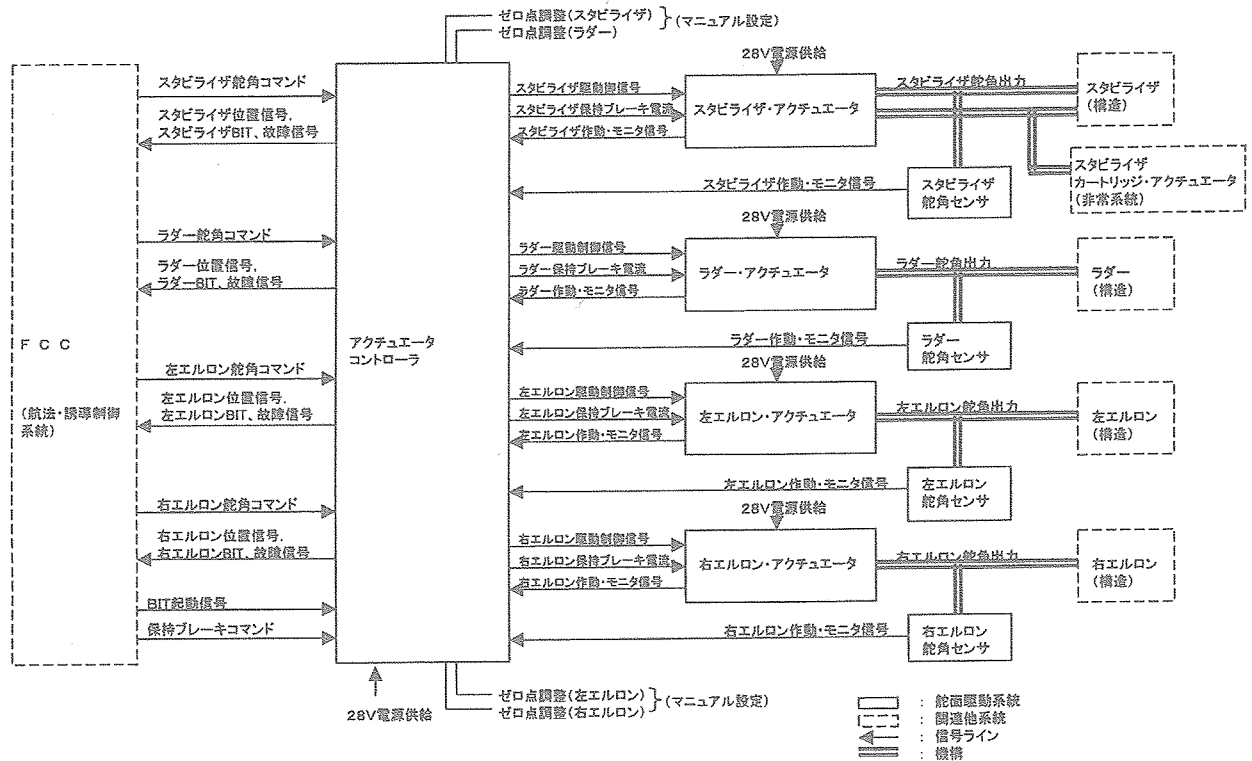 ゼロ点調整(スタビライザ)
ゼロ点調整(ラダー)
(マニュアル設定)
FCC
(航法・誘導制御
系統)
スタビライザ舵角コマンド
スタビライザ位置信号,
スタビライザBIT、故障信号
ラダー舵角コマンド
ラダー位置信号,
ラダーBIT、故障信号
左エルロン舵角コマンド
左エルロン位置信号,
左エルロンBIT、故障信号
右エルロン舵角コマンド
右エルロン位置信号,
右エルロンBIT、故障信号
BIT起動信号
保持ブレーキコマンド
アクチュエータ
コントローラ
28V電源供給
スタビライザ駆動制御信号
スタビライザ保持ブレーキ電流
スタビライザ作動・モニタ信号
28V電源供給
スタビライザ・アクチュエータ
スタビライザ舵角出力
スタビライザ
(構造)
スタビライザ作動・モニタ信号
スタビライザ
舵角センサ
スタビライザ
カートリッジ・アクチュエータ
(非常系統)
28V電源供給
ラダー駆動制御信号
ラダー保持ブレーキ電流
ラダー作動・モニタ信号
ラダー・アクチュエータ
ラダー舵角出力
ラダー
(構造)
ラダー作動・モニタ信号
ラダー
舵角センサ
28V電源供給
左エルロン駆動制御信号
左エルロン保持ブレーキ電流
左エルロン作動・モニタ信号
左エルロン・アクチュエータ
左エルロン舵角出力
左エルロン
(構造)
左エルロン作動・モニタ信号
左エルロン
舵角センサ
28V電源供給
右エルロン駆動制御信号
右エルロン保持ブレーキ電流
右エルロン作動・モニタ信号
右エルロン・アクチュエータ
右エルロン舵角出力
右エルロン
(構造)
右エルロン作動・モニタ信号
右エルロン
舵角センサ
ゼロ点調整(左エルロン)
ゼロ点調整(右エルロン)
(マニュアル設定)
: 舵面駆動系統
: 関連他系統
: 信号ライン
: 機構